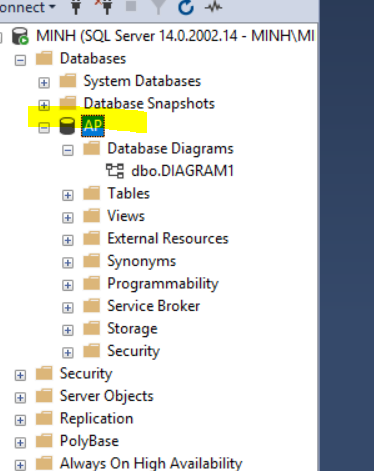 onnect
MINH (SQL Server 14.0.2002.14 - MINH\MI
Databases
System Databases
Database Snapshots
AP
Database Diagrams
dbo.DIAGRAM1
Tables
Views
External Resources
Synonyms
Programmability
Service Broker
Storage
Security
Security
Server Objects
Replication
PolyBase
Always On High Availability